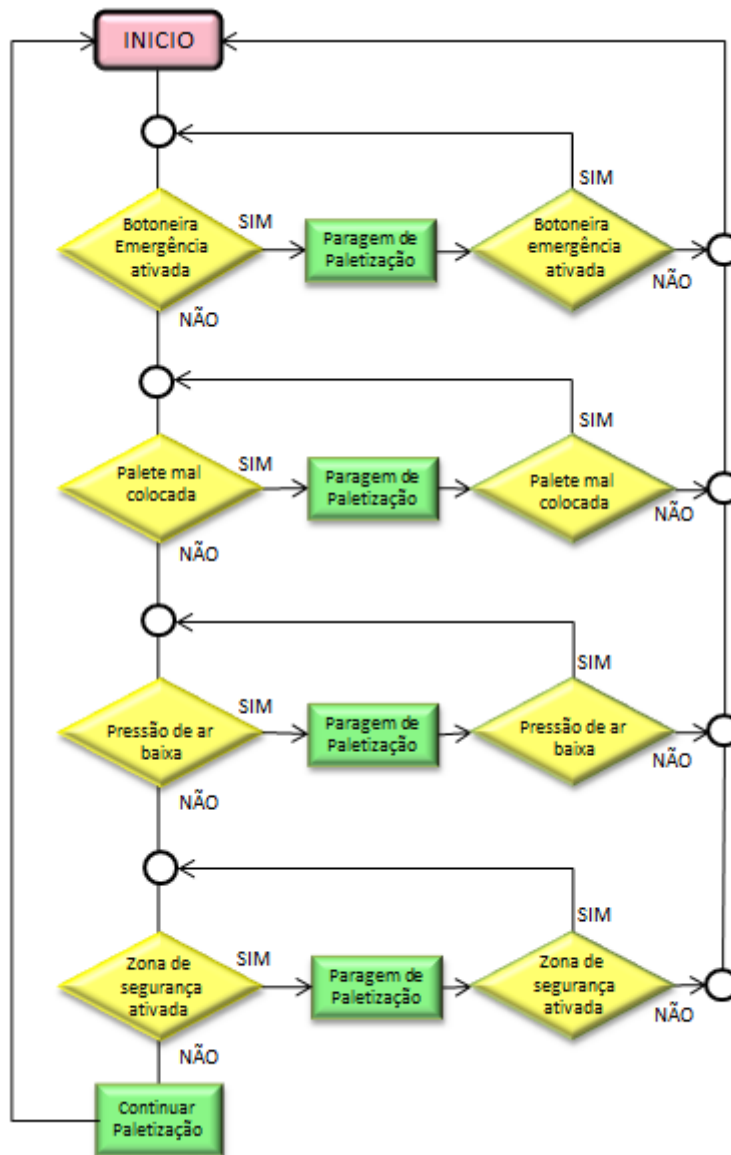 INICIO
SIM
Botoneira
Emergência
ativada
SIM
Paragem de
Paletização
Botoneira
emergência
ativada
NÃO
NÃO
SIM
Palete mal
colocada
SIM
Paragem de
Paletização
Palete mal
colocada
NÃO
NÃO
SIM
Pressão de ar
baixa
SIM
Paragem de
Paletização
Pressão de ar
baixa
NÃO
NÃO
SIM
Zona de
segurança
ativada
SIM
Paragem de
Paletização
Zona de
segurança
ativada
NÃO
NÃO
Continuar
Paletização